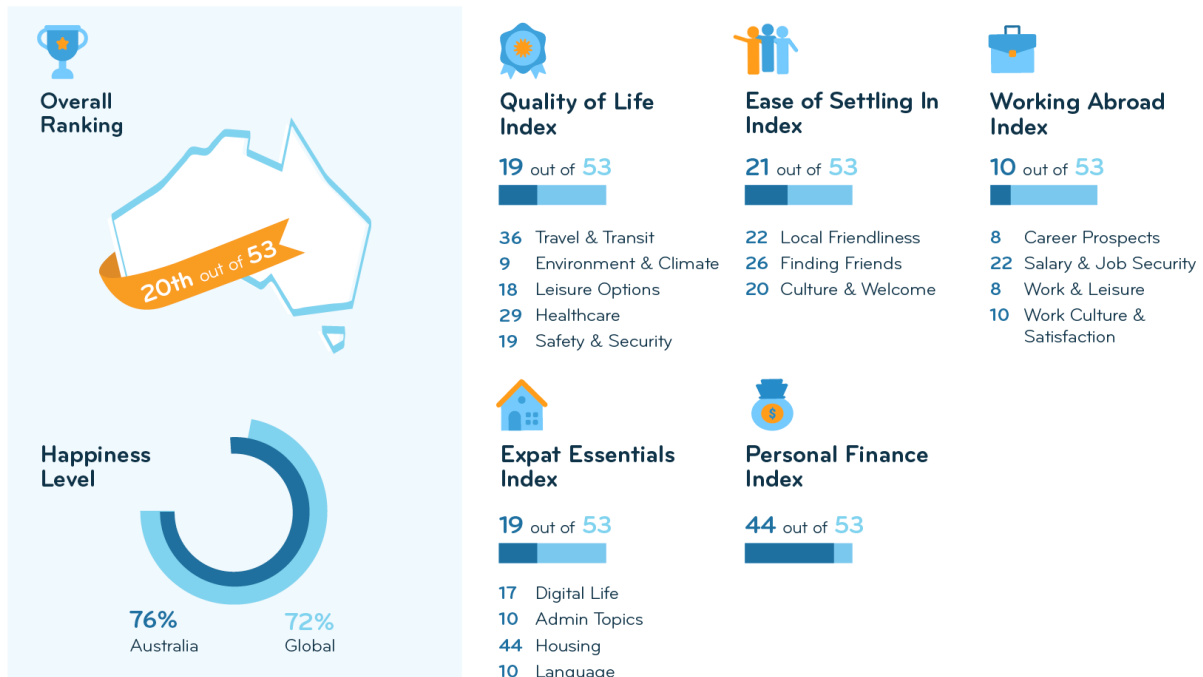 Overall
Ranking
20th out of 53
Happiness
Level
76%
Australia
72%
Global
Quality of Life
Index
19 out of 53
36 Travel & Transit
9 Environment & Climate
18 Leisure Options
29 Healthcare
19 Safety & Security
Ease of Settling In
Index
21 out of 53
22 Local Friendliness
26 Finding Friends
20 Culture & Welcome
Working Abroad
Index
10 out of 53
8 Career Prospects
22 Salary & Job Security
8 Work & Leisure
10 Work Culture &
Satisfaction
Expat Essentials
Index
19 out of 53
17 Digital Life
10 Admin Topics
44 Housing
10 Language
$
Personal Finance
Index
44 out of 53